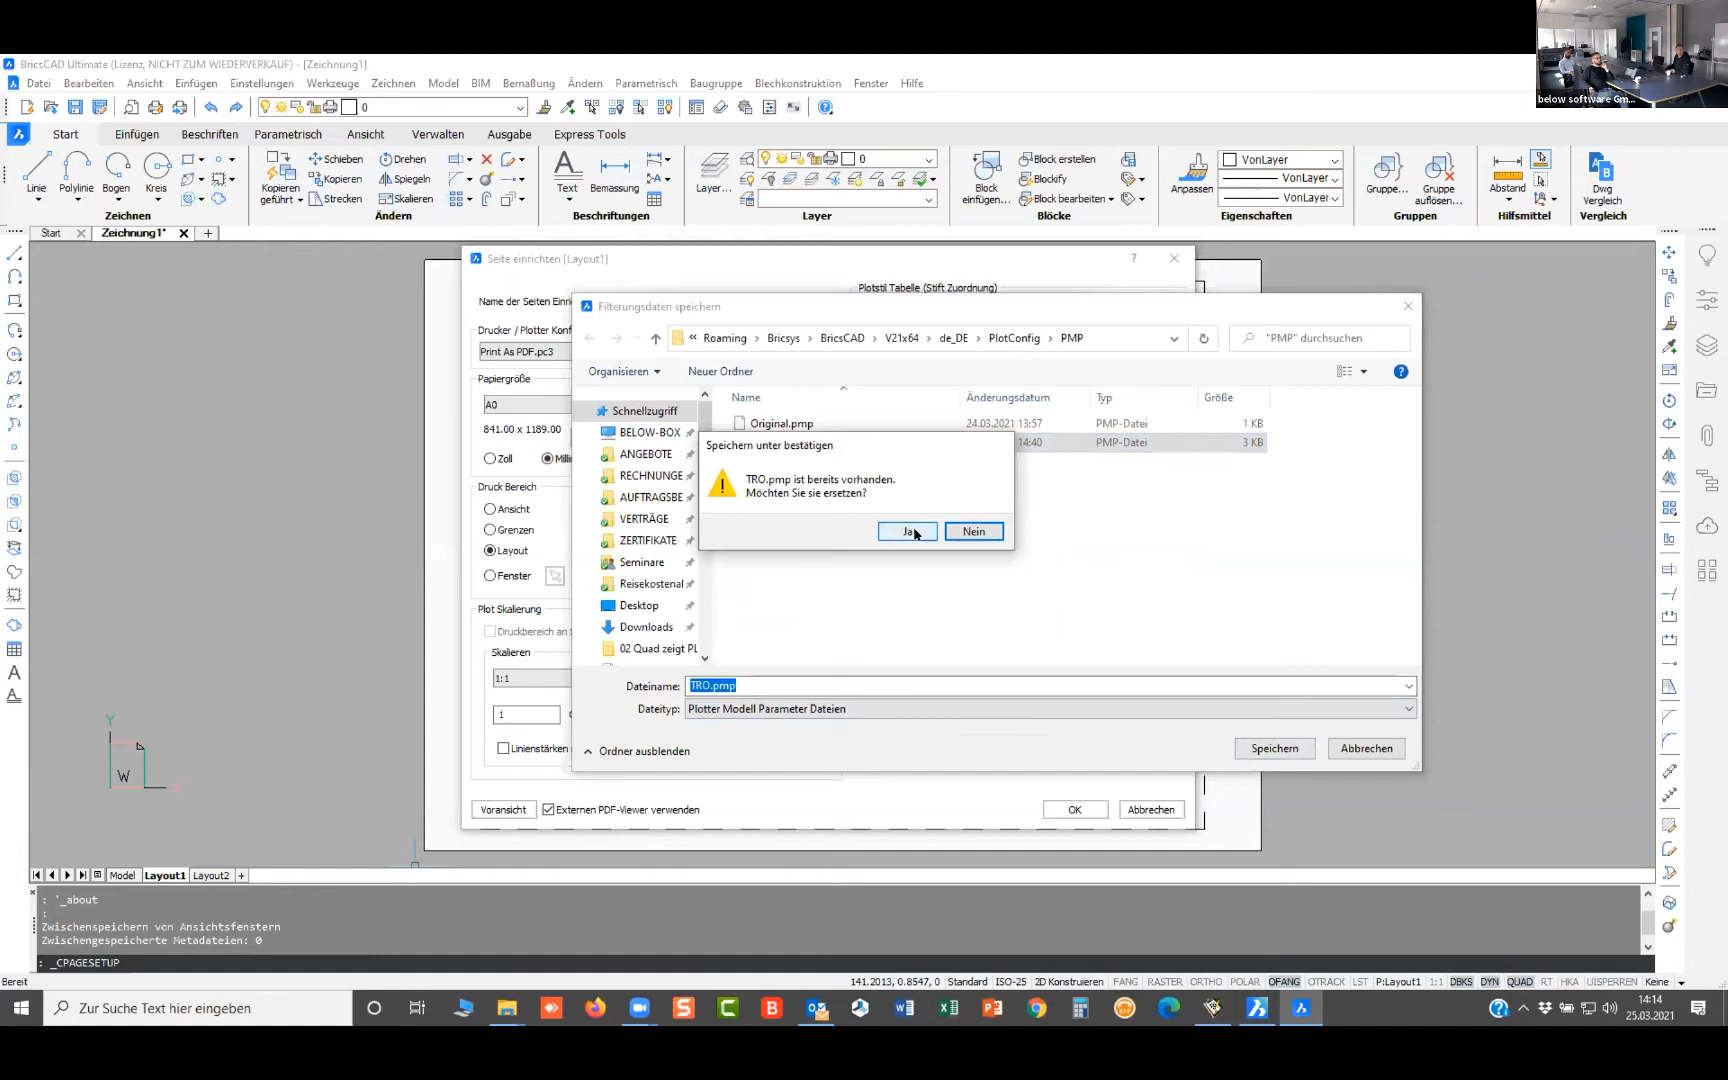 BricsCAD Ultimate (Lizenz, NICHT ZUM WIEDERVERKAUF) - [Zeichnung1]
Datei Bearbeiten Ansicht Einfügen Einstellungen Werkzeuge Zeichnen Model BIM Bemaßung Ändern Parametrisch Baugruppe Blechkonstruktion Fenster Hilfe
below software Gm...
0
Start Einfügen Beschriften Parametrisch Ansicht Verwalten Ausgabe Express Tools
Schieben Drehen 0 Block erstellen VonLayer
Linie Polylinie Bogen Kreis Kopieren geführt Kopieren Spiegeln Text Bemassung Layer... Block einfügen... Blockify Anpassen VonLayer Gruppe... Gruppe auflösen... Abstand Dwg Vergleich
Strecken Skalieren Block bearbeiten VonLayer
Zeichnen Ändern Beschriftungen Layer Blöcke Eigenschaften Gruppen Hilfsmittel Vergleich
Start Zeichnung1*
Seite einrichten [Layout1]
Plotstil Tabelle (Stift Zuordnung)
Name der Seiten Einri
Filterungsdaten speichern
Drucker / Plotter Konf
Roaming Bricsys BricsCAD V21x64 de_DE PlotConfig PMP "PMP" durchsuchen
Print As PDF.pc3
Organisieren Neuer Ordner
Papiergröße
A0
841.00 x 1189.00
Zoll Milli
Druck Bereich
Ansicht
Grenzen
Layout
Fenster
Plot Skalierung
Druckbereich an
Skalieren
1:1
1
Linienstärken
Name Änderungsdatum Typ Größe
Schnellzugriff
BELOW-BOX
ANGEBOTE
RECHNUNGE
AUFTRAGSBE
VERTRÄGE
ZERTIFIKATE
Seminare
Reisekostenal
Desktop
Downloads
02 Quad zeigt PL
Original.pmp 24.03.2021 13:57 PMP-Datei 1 KB
14:40 PMP-Datei 3 KB
Speichern unter bestätigen
TRO.pmp ist bereits vorhanden.
Möchten Sie sie ersetzen?
Ja Nein
Dateiname: TRO.pmp
Dateityp: Plotter Modell Parameter Dateien
Ordner ausblenden Speichern Abbrechen
Voransicht Externen PDF-Viewer verwenden OK Abbrechen
Y
W
Model Layout1 Layout2
: '_about
:
Zwischenspeichern von Ansichtsfenstern
Zwischengespeicherte Metadateien: 0
: _CPAGESETUP
Bereit 141.2013, 0.8547, 0 Standard ISO-25 2D Konstruieren FANG RASTER ORTHO POLAR OFANG OTRACK LST P:Layout1 1:1 DBKS DYN QUAD RT HKA UISPERREN Keine
Zur Suche Text hier eingeben
14:14
25.03.2021